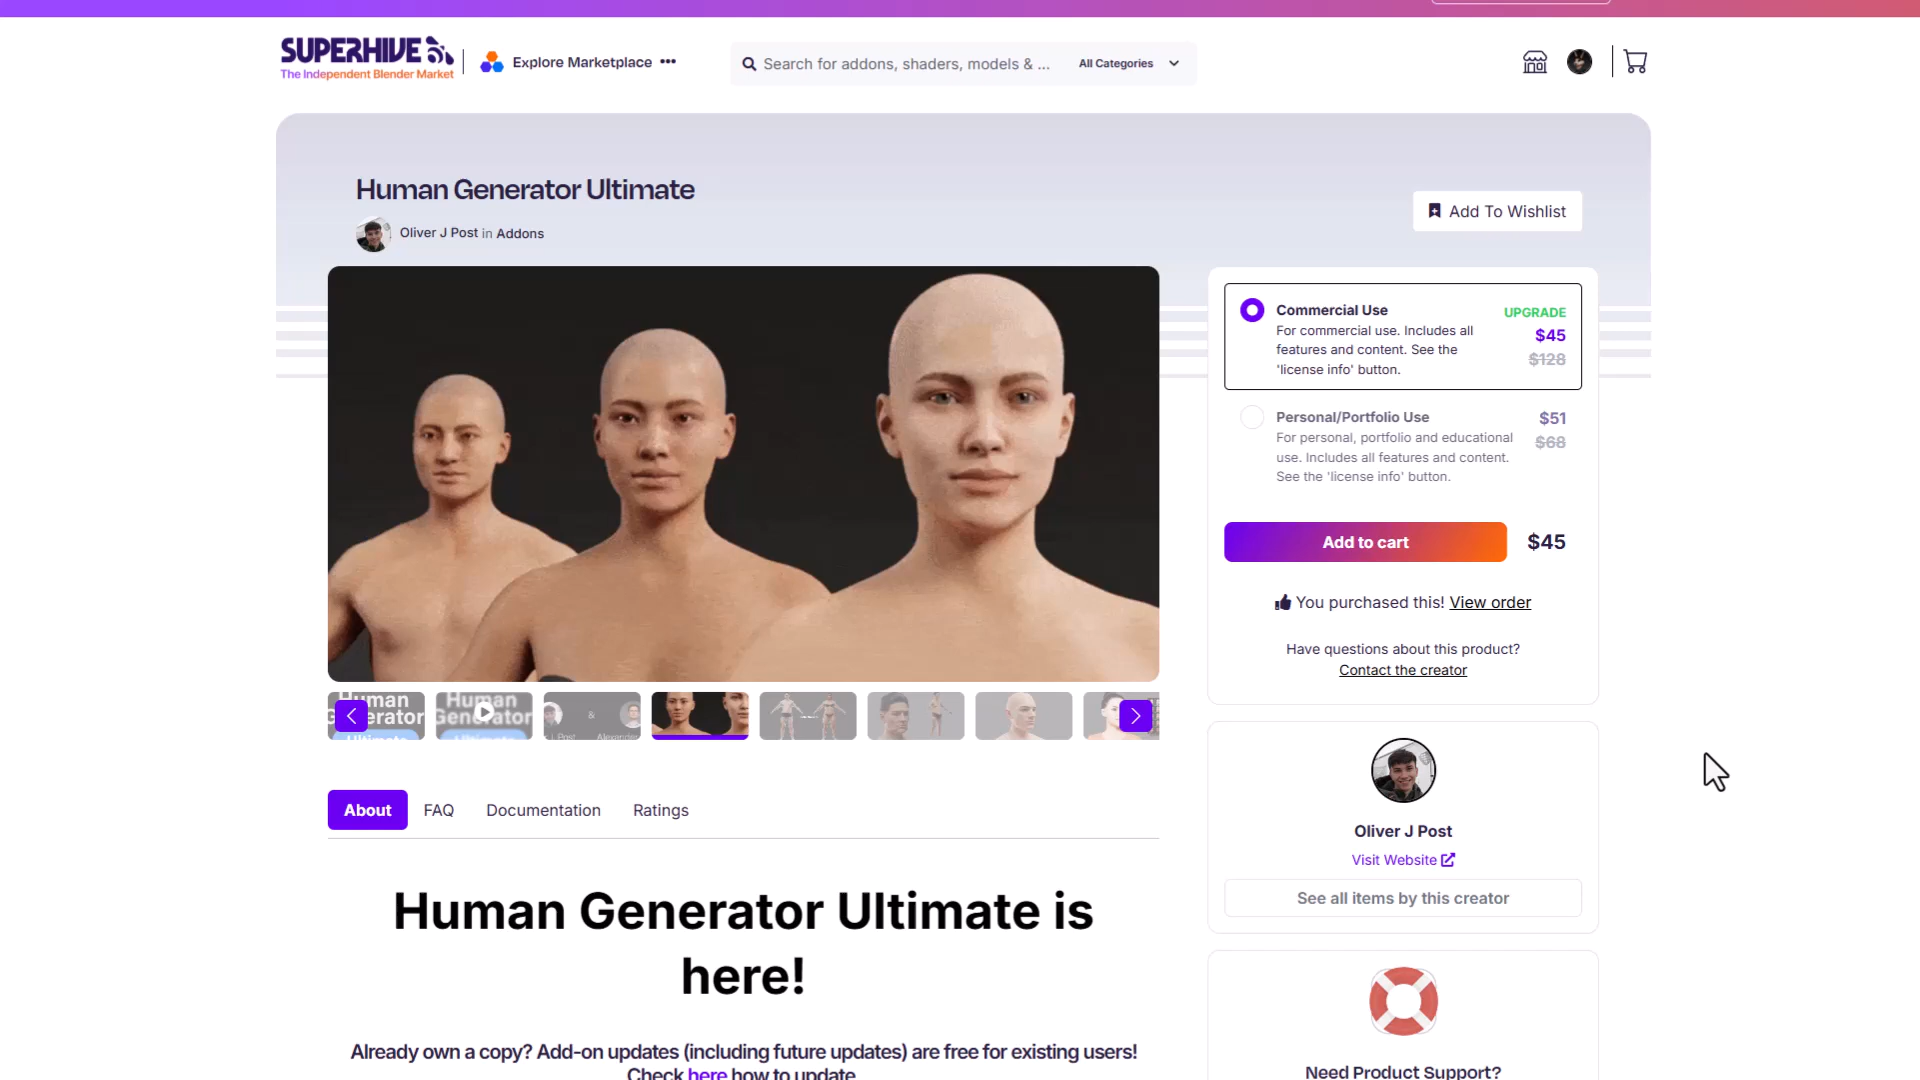 SUPERHIVE
The Independent Blender Market
Explore Marketplace •••
Search for addons, shaders, models & ...
All Categories
Human Generator Ultimate
Oliver J Post in Addons
Add To Wishlist
Commercial Use
UPGRADE
For commercial use. Includes all
features and content. See the
'license info' button.
$45
$128
Personal/Portfolio Use
For personal, portfolio and educational
use. Includes all features and content.
See the 'license info' button.
$51
$68
Add to cart
$45
You purchased this! View order
Have questions about this product?
Contact the creator
Human
Human
Generator
&
J Post
About
FAQ
Documentation
Ratings
Oliver J Post
Visit Website
See all items by this creator
Human Generator Ultimate is
here!
Already own a copy? Add-on updates (including future updates) are free for existing users!
Check here how to update
Need Product Support?